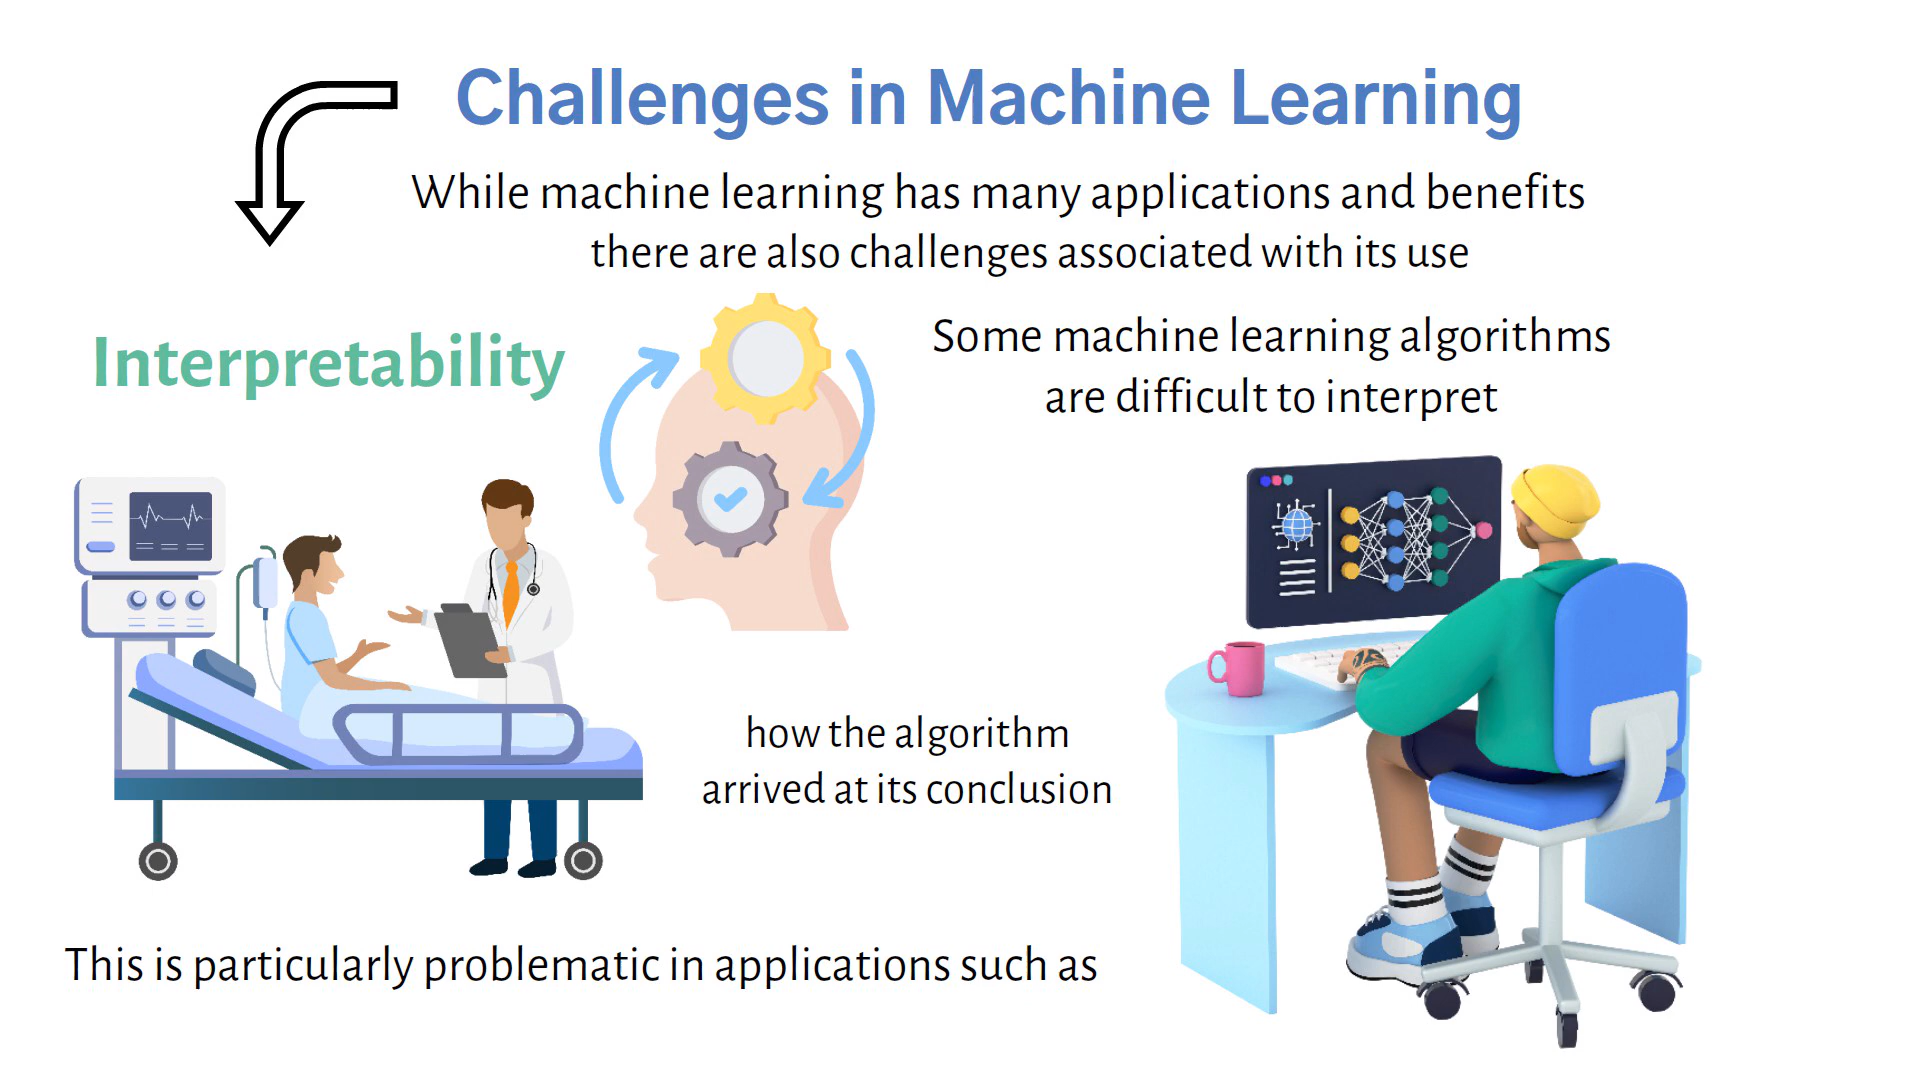 Challenges in Machine Learning
While machine learning has many applications and benefits
there are also challenges associated with its use
Interpretability
Some machine learning algorithms
are difficult to interpret
how the algorithm
arrived at its conclusion
This is particularly problematic in applications such as